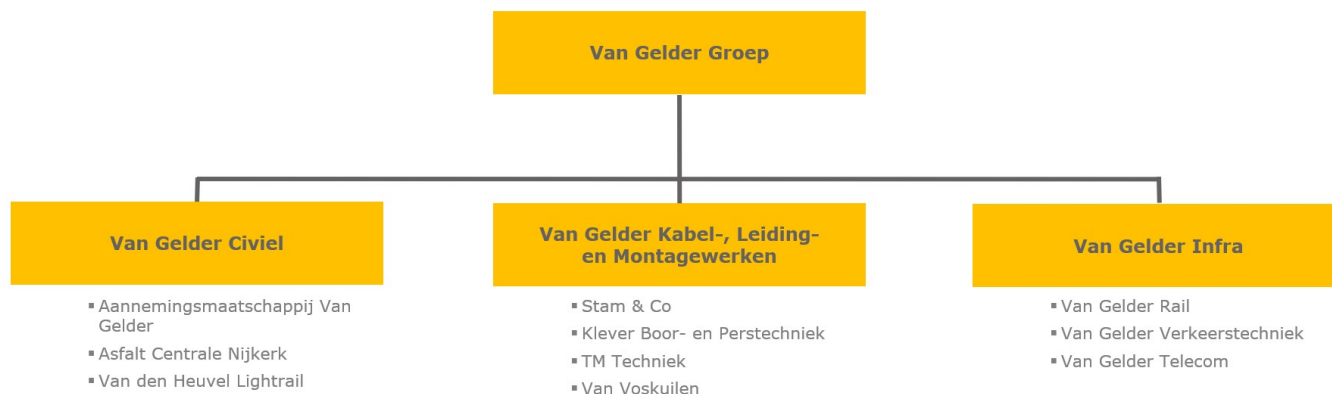 Van Gelder Groep
Van Gelder Civiel
▪ Aannemingsmaatschappij Van
Gelder
▪ Asfalt Centrale Nijkerk
▪ Van den Heuvel Lightrail
Van Gelder Kabel-, Leiding-
en Montagewerken
▪ Stam & Co
▪ Klever Boor- en Perstechniek
▪ TM Techniek
▪ Van Voskuilen
Van Gelder Infra
▪ Van Gelder Rail
▪ Van Gelder Verkeerstechniek
▪ Van Gelder Telecom